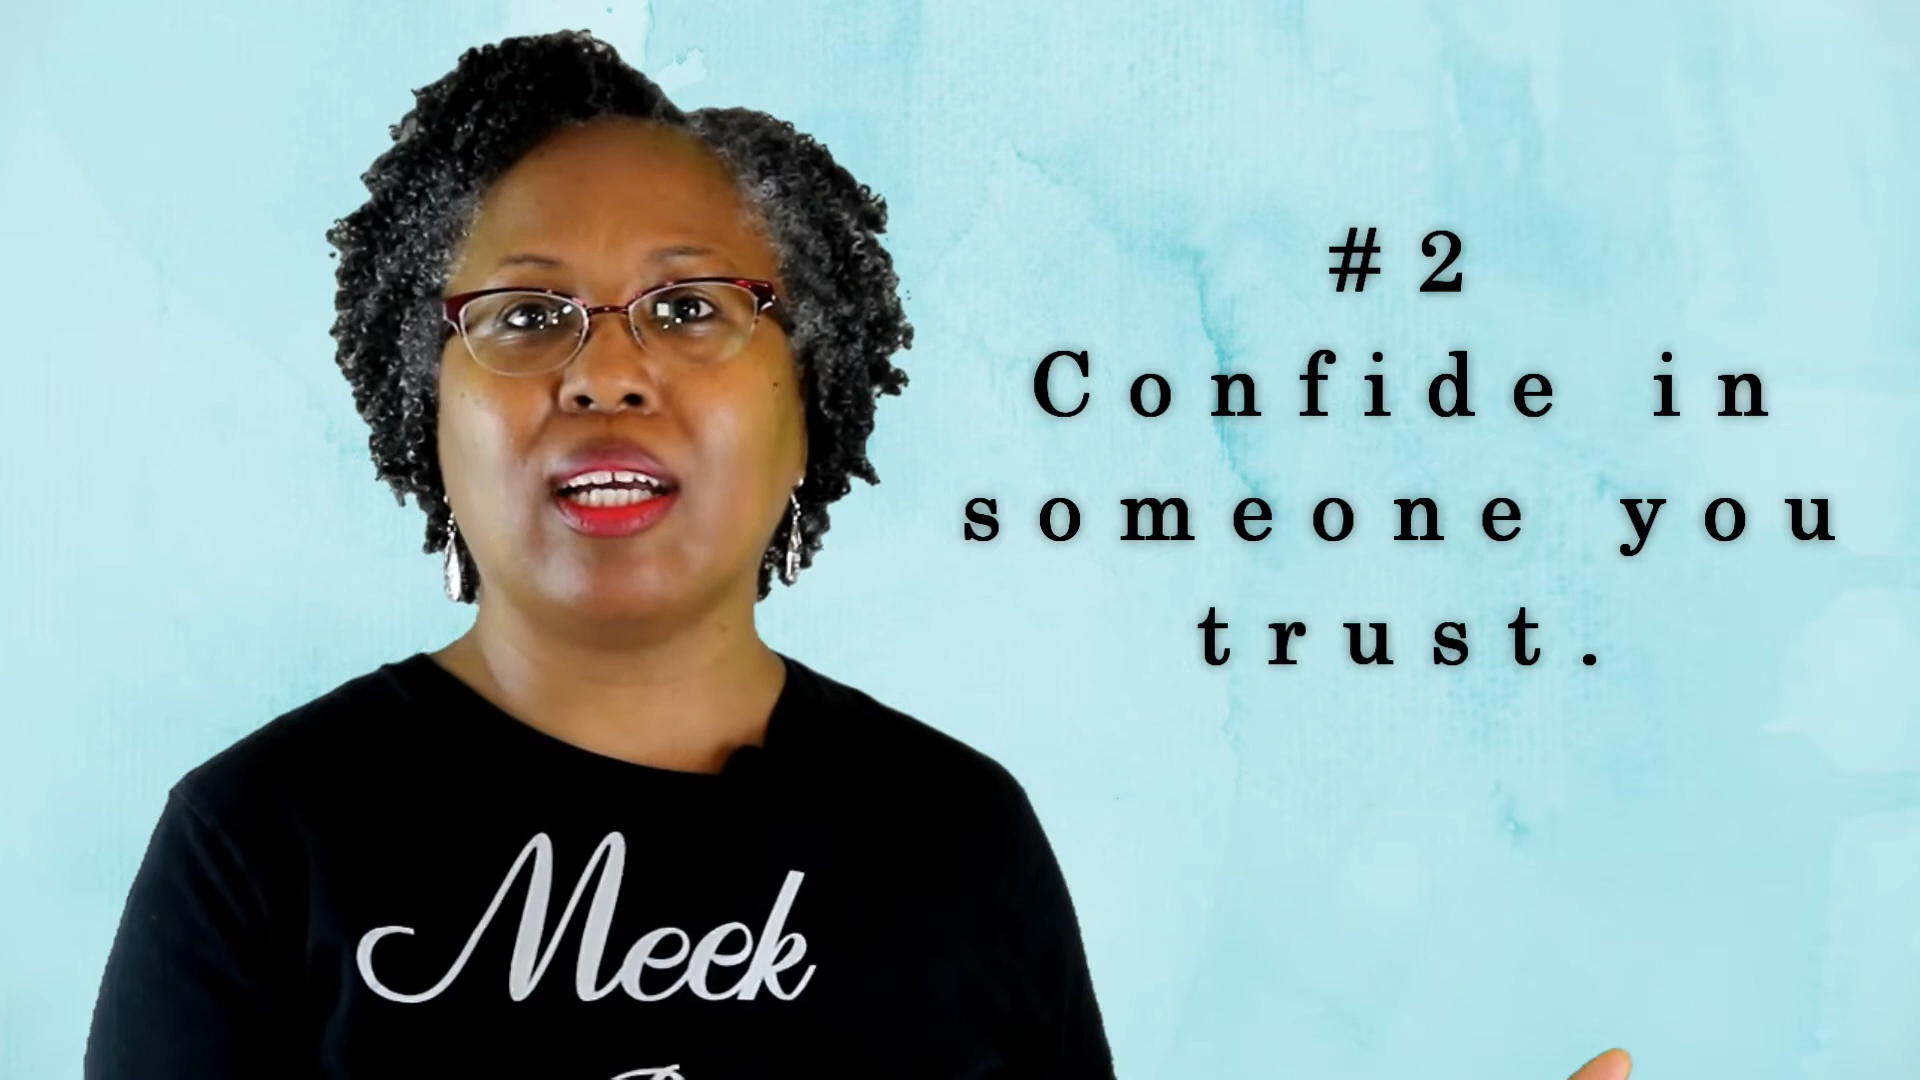 #2
Confide in
someone you
trust.
Meek